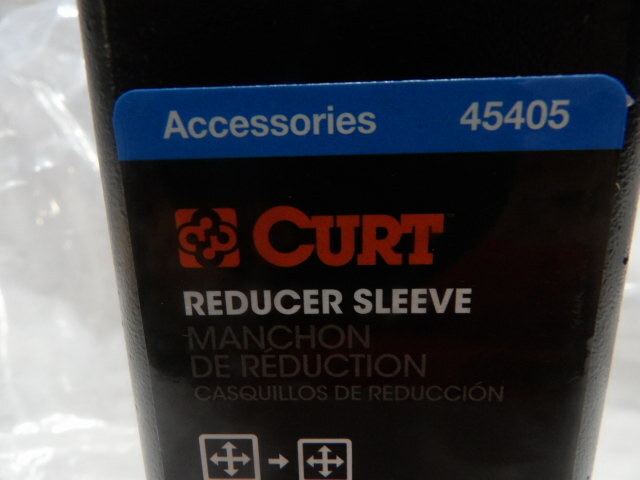 Accessories 45405
CURT
REDUCER SLEEVE
MANCHON
DE RÉDUCTION
CASQUILLOS DE REDUCCIÓN